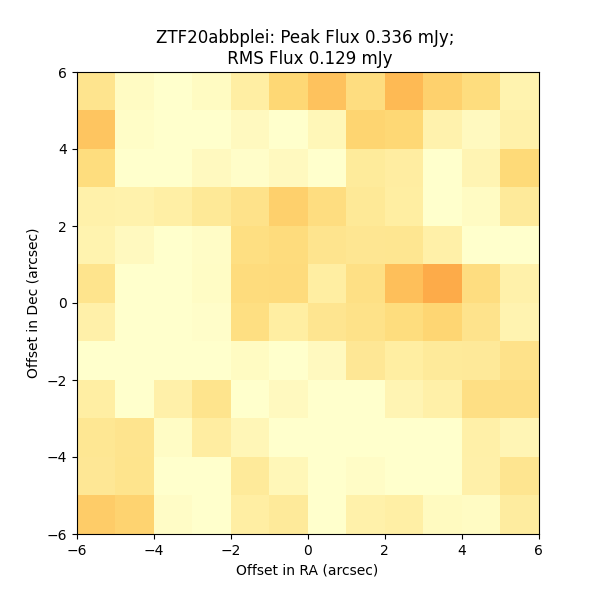 ZTF20abbplei: Peak Flux 0.336 mJy;
RMS Flux 0.129 mJy
6
4
2
0
−2
−4
−6
Offset in Dec (arcsec)
−6 −4 −2 0 2 4 6
Offset in RA (arcsec)